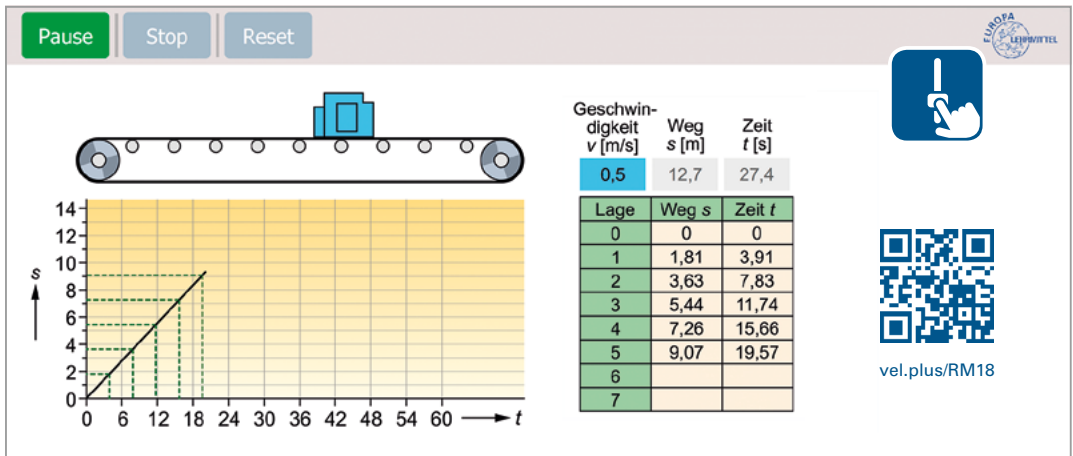 Pause Stop Reset
EUROPA
LEHRMITTEL
Geschwin-
digkeit
v [m/s]
Weg
s [m]
Zeit
t [s]
0,5 12,7 27,4
Lage Weg s Zeit t
0 0 0
1 1,81 3,91
2 3,63 7,83
3 5,44 11,74
4 7,26 15,66
5 9,07 19,57
6
7
14
12
10
8
6
4
2
0
s
0 6 12 18 24 30 36 42 48 54 60 t
vel.plus/RM18